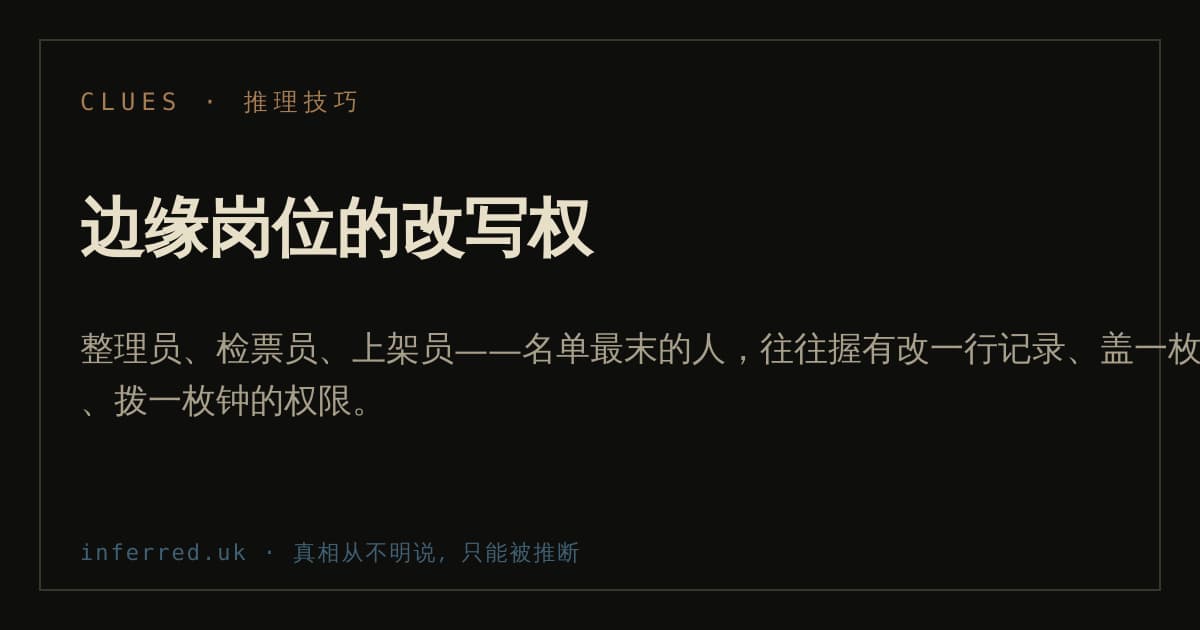 CLUES · 推理技巧
边缘岗位的改写权
整理员、检票员、上架员——名单最末的人，往往握有改一行记录、盖一枚
、拨一枚钟的权限。
inferred.uk · 真相从不明说, 只能被推断